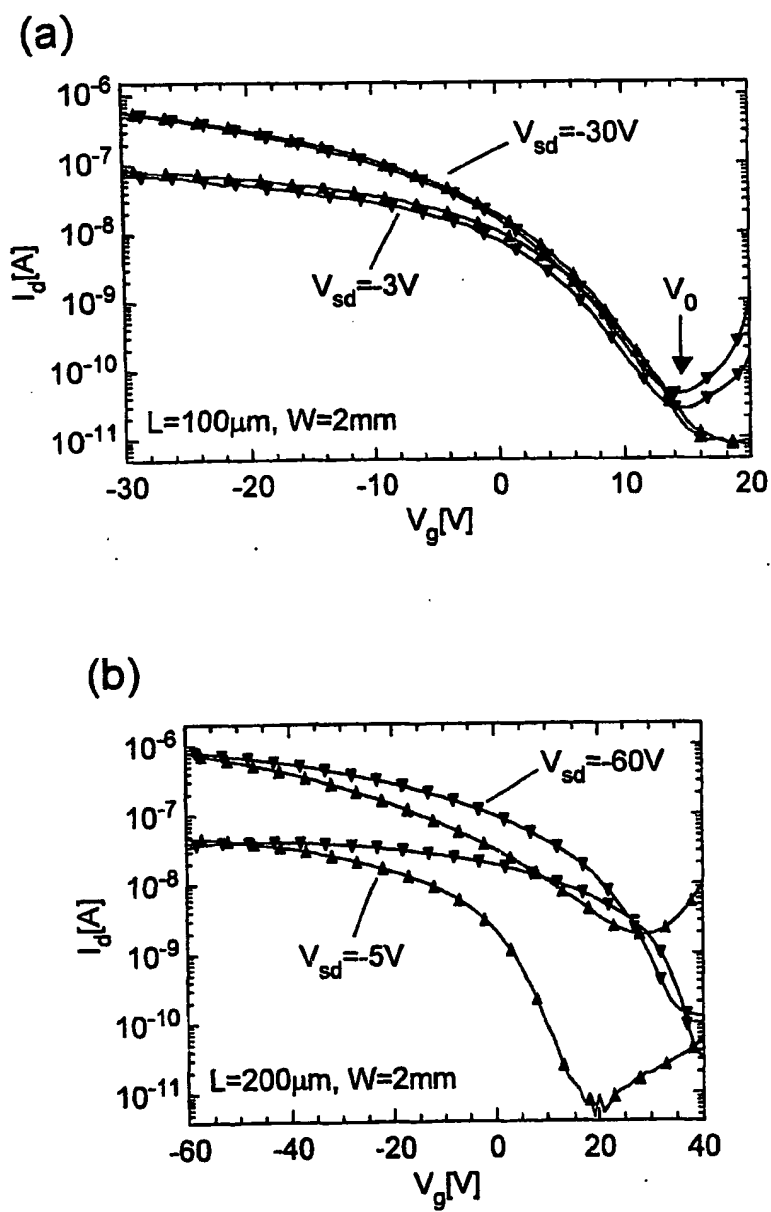 (a)
10^-6
10^-7
10^-8
10^-9
10^-10
10^-11
I_d[A]
V_sd=-30V
V_sd=-3V
V_0
L=100μm, W=2mm
-30 -20 -10 0 10 20
V_g[V]
(b)
10^-6
10^-7
10^-8
10^-9
10^-10
10^-11
I_d[A]
V_sd=-60V
V_sd=-5V
L=200μm, W=2mm
-60 -40 -20 0 20 40
V_g[V]